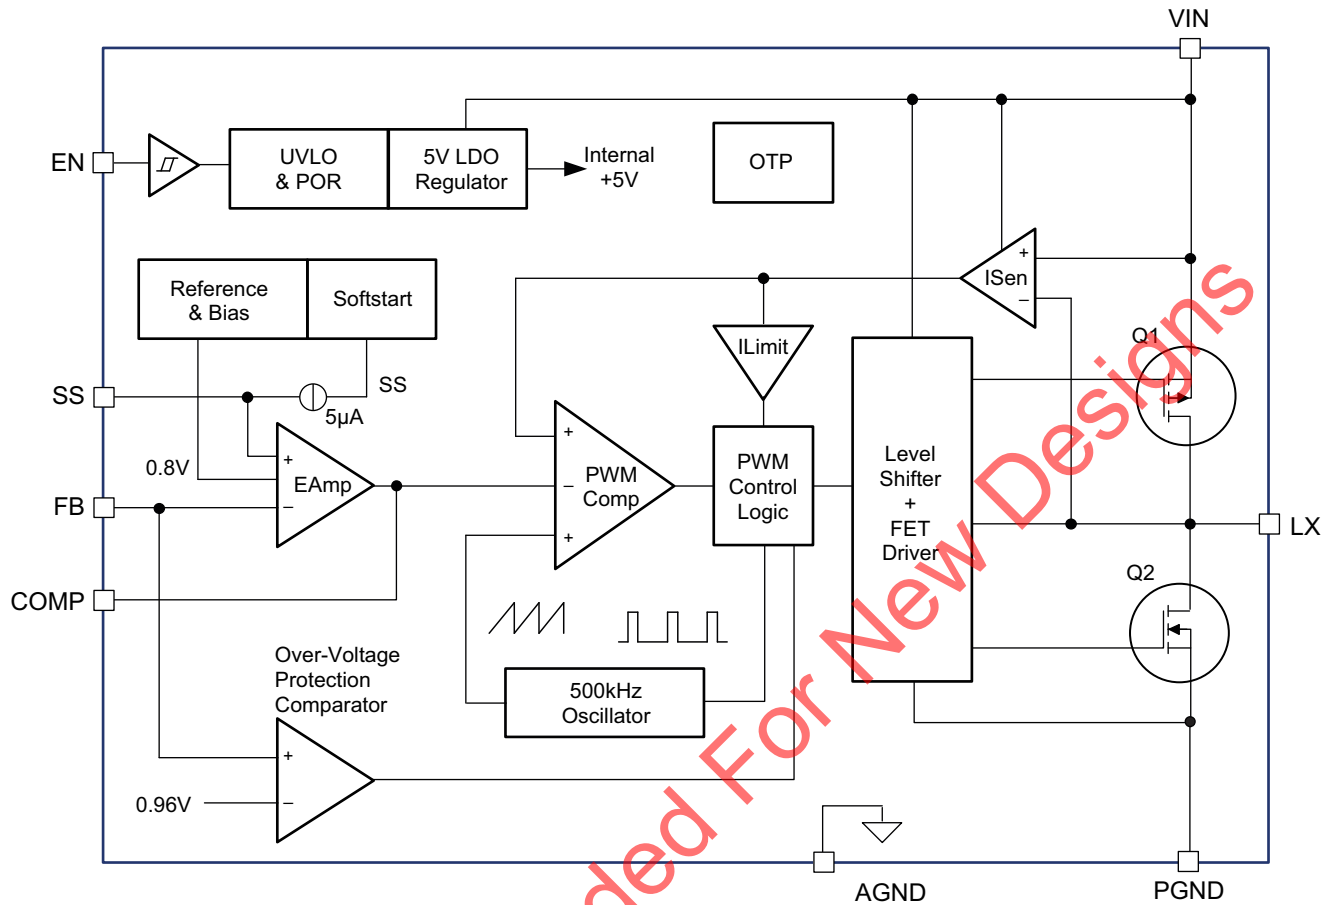 VIN
EN
UVLO
& POR
5V LDO
Regulator
Internal
+5V
OTP
Reference
& Bias
Softstart
+
ISen
−
ILimit
Q1
SS
SS
5µA
0.8V
+
EAmp
−
FB
+
PWM
Comp
−
+
PWM
Control
Logic
Level
Shifter
+
FET
Driver
LX
COMP
Q2
Over-Voltage
Protection
Comparator
500kHz
Oscillator
+
0.96V
−
AGND
PGND
ded For New Designs